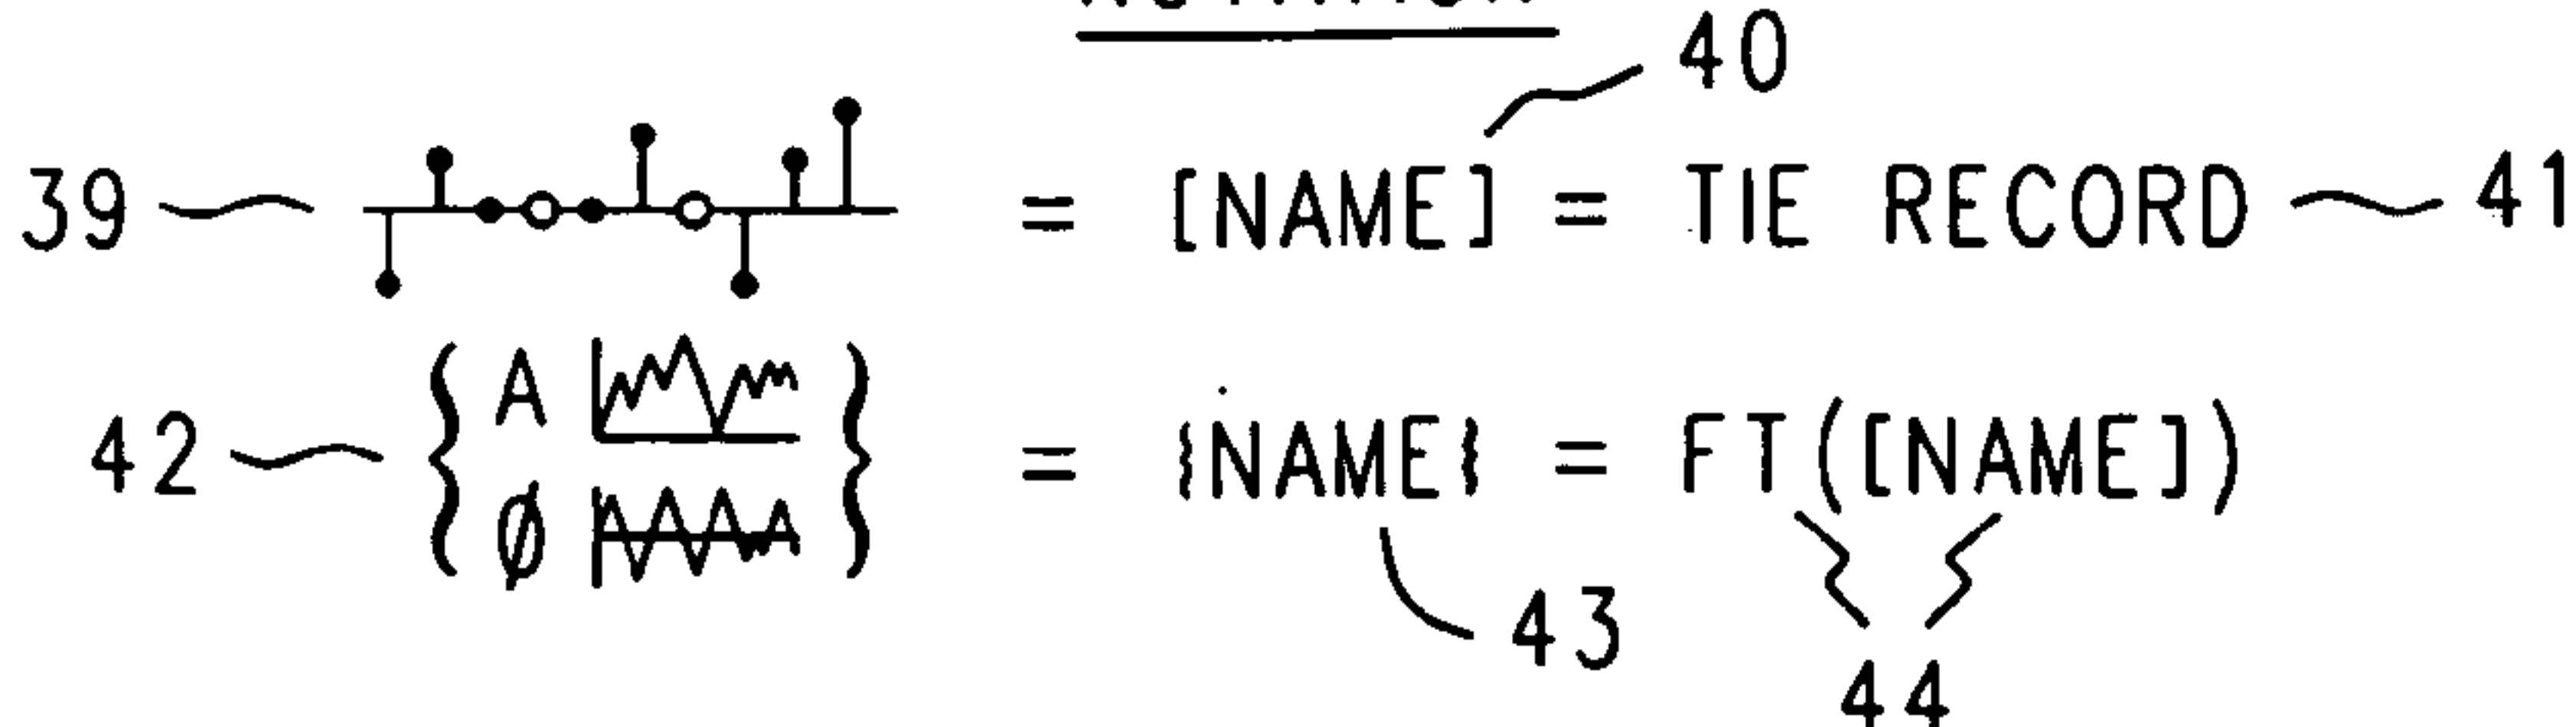 40
39 = [NAME] = TIE RECORD 41
42 { A Ø } = {NAME} = FT([NAME])
43
44